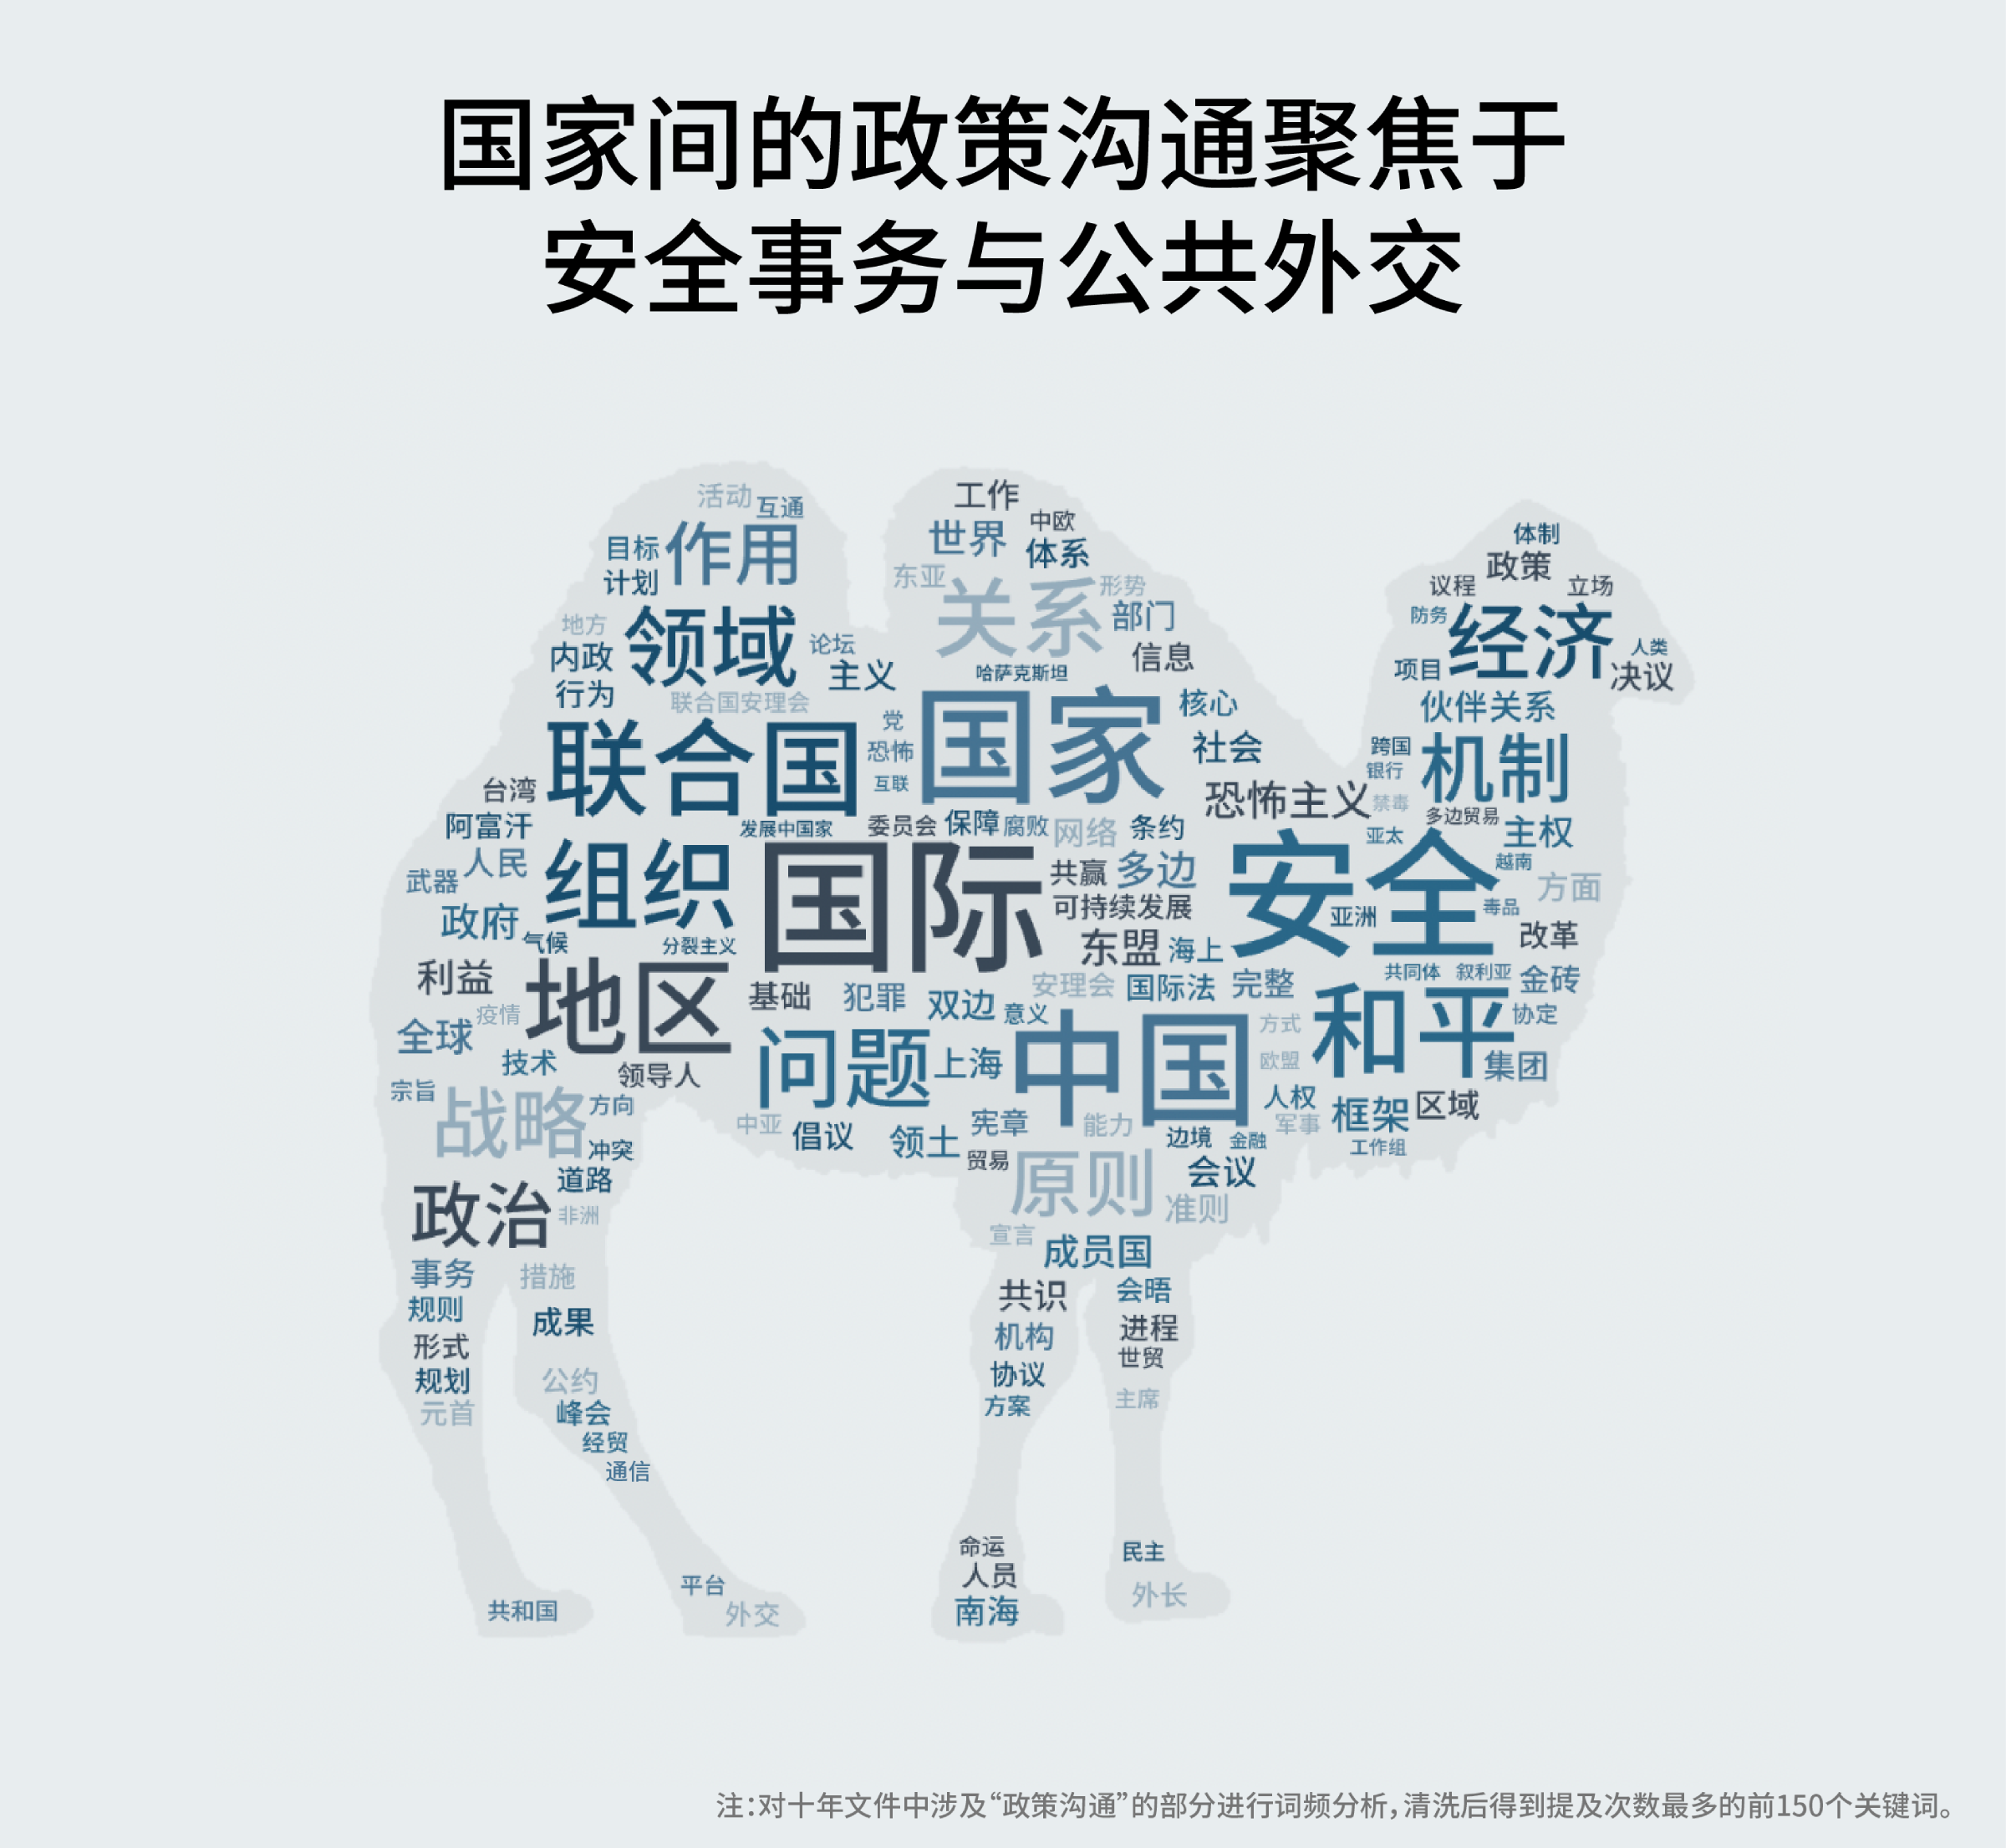 国家间的政策沟通聚焦于
安全事务与公共外交
活动
互通
目标
作用
计划
地方
领域
论坛
内政
主义
行为
联合国安理会
工作
中欧
世界
体系
东亚
形势
关系
部门
信息
哈萨克斯坦
体制
政策
议程
立场
防务
经济
人类
项目
决议
伙伴关系
党
国家
核心
联合国
恐怖
社会
互联
跨国
机制
银行
台湾
恐怖主义
禁毒
多边贸易
阿富汗
发展中国家
委员会
保障
腐败
网络
条约
亚太
主权
人民
武器
组织
国际
共赢
多边
安全
越南
方面
政府
可持续发展
亚洲
毒品
气候
分裂主义
东盟
海上
改革
利益
地区
基础
犯罪
双边
安理会
国际法
完整
共同体
叙利亚
金砖
疫情
意义
和平
协定
全球
方式
技术
问题
上海
中国
欧盟
集团
领导人
宗旨
战略
方向
人权
框架
区域
中亚
倡议
领土
宪章
能力
军事
冲突
边境
金融
工作组
道路
贸易
原则
会议
政治
非洲
准则
宣言
成员国
事务
措施
共识
会晤
规则
成果
机构
进程
形式
世贸
规划
公约
协议
元首
峰会
方案
主席
经贸
通信
命运
民主
人员
平台
外长
共和国
外交
南海
注：对十年文件中涉及“政策沟通”的部分进行词频分析，清洗后得到提及次数最多的前150个关键词。